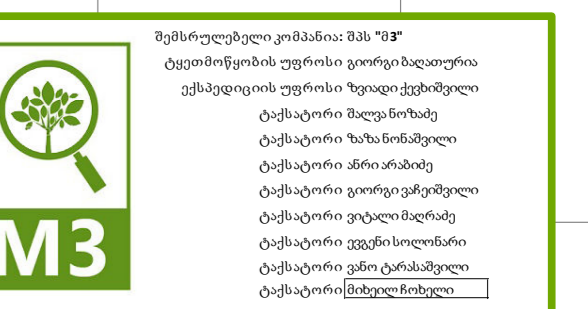 შემსრულებელი კომპანია: შპს "მ3"
ტყეთმოწყობის უფროსი გიორგი ბაღათურია
ექსპედიციის უფროსი ზვიადი ქევხიშვილი
ტაქსატორი შალვა ნოზაძე
ტაქსატორი ზაზა ნონაშვილი
ტაქსატორი ანრი არაბიძე
ტაქსატორი გიორგი ვაჩეიშვილი
ტაქსატორი ვიტალი მაღრაძე
ტაქსატორი ევგენი სოლონარი
ტაქსატორი ვანო ტარასაშვილი
ტაქსატორი მიხეილ ჩოხელი
M3